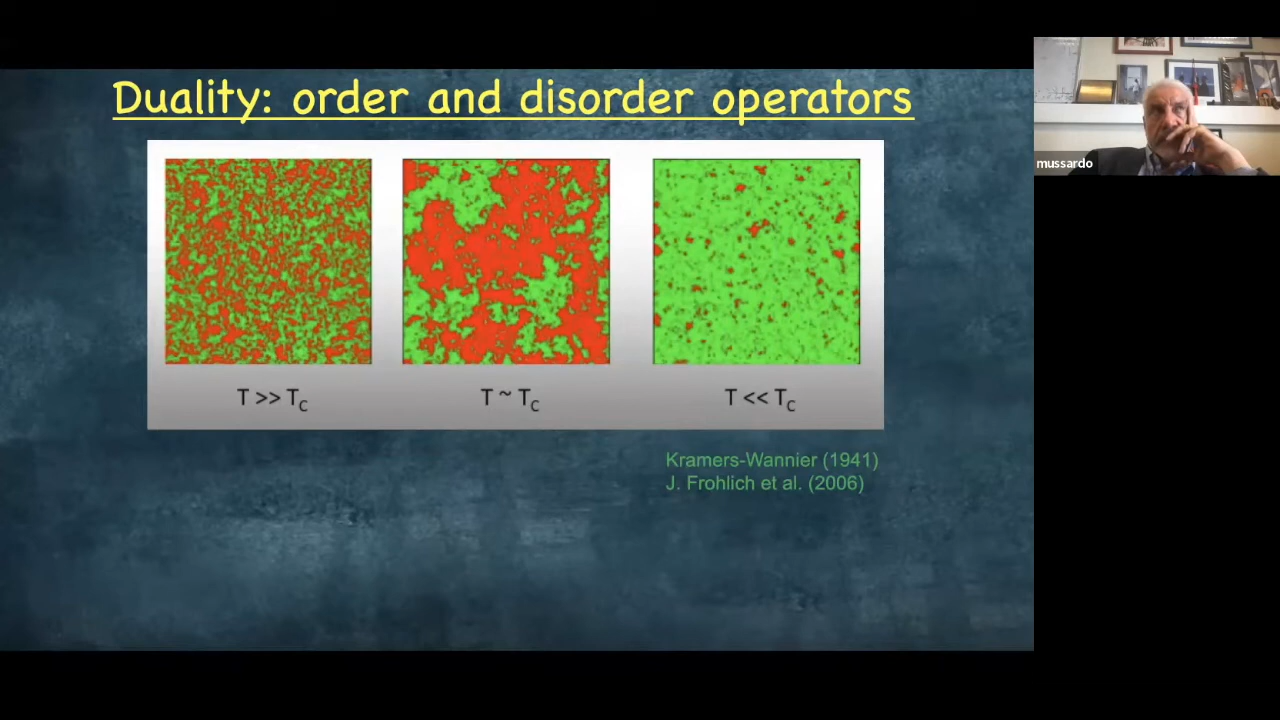 Duality: order and disorder operators
T >> TC
T ~ TC
T << TC
Kramers-Wannier (1941)
J. Frohlich et al. (2006)
mussardo